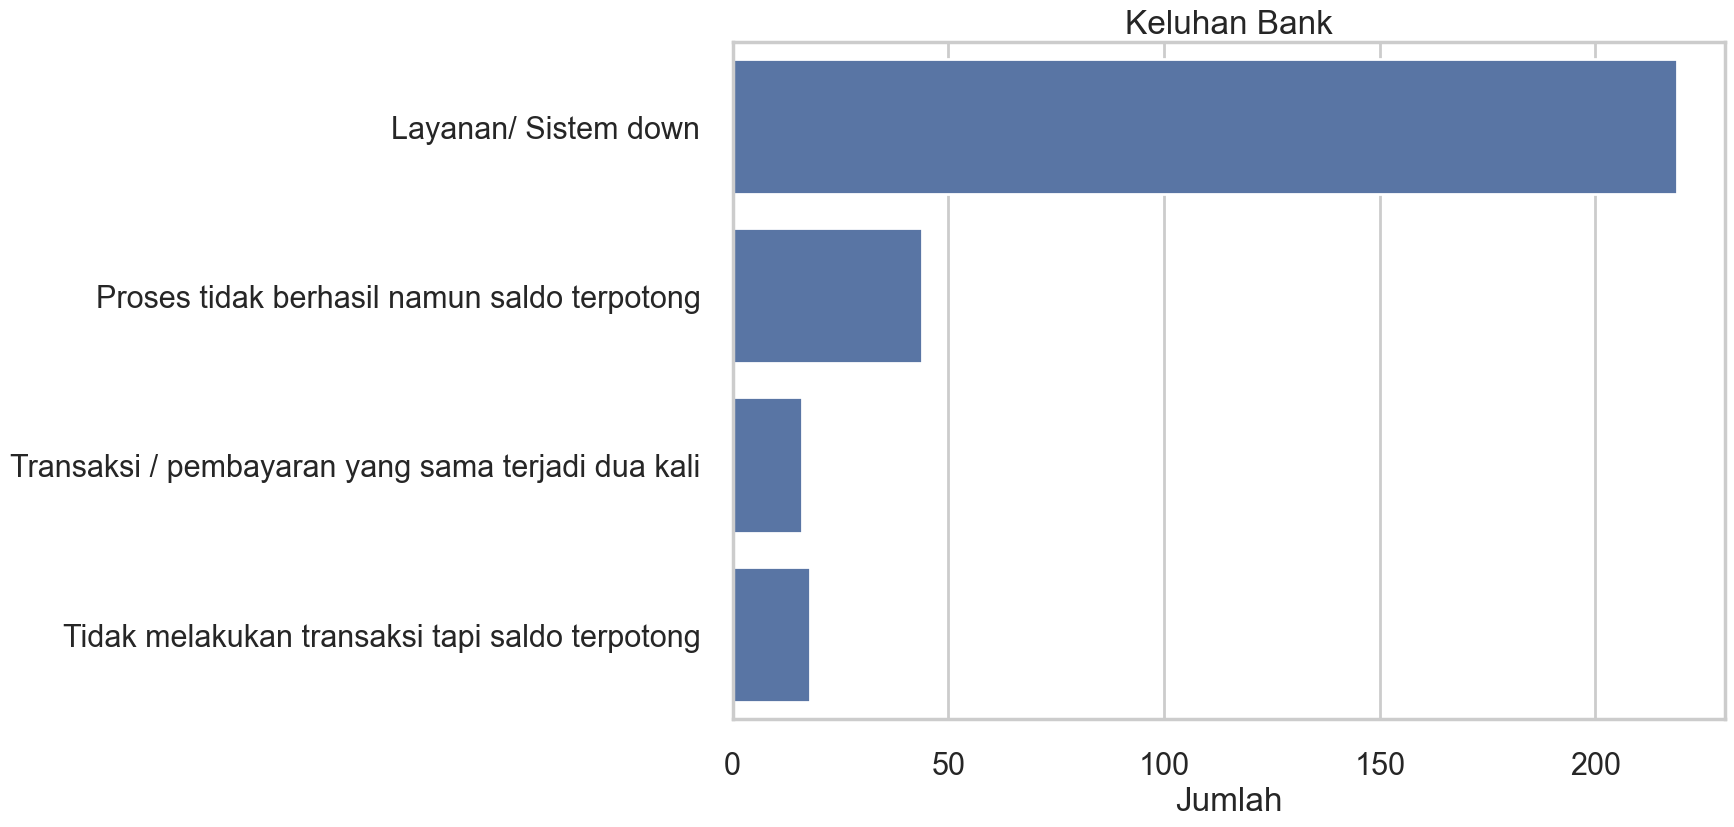 Keluhan Bank
Layanan/ Sistem down
Proses tidak berhasil namun saldo terpotong
Transaksi / pembayaran yang sama terjadi dua kali
Tidak melakukan transaksi tapi saldo terpotong
0 50 100 150 200
Jumlah